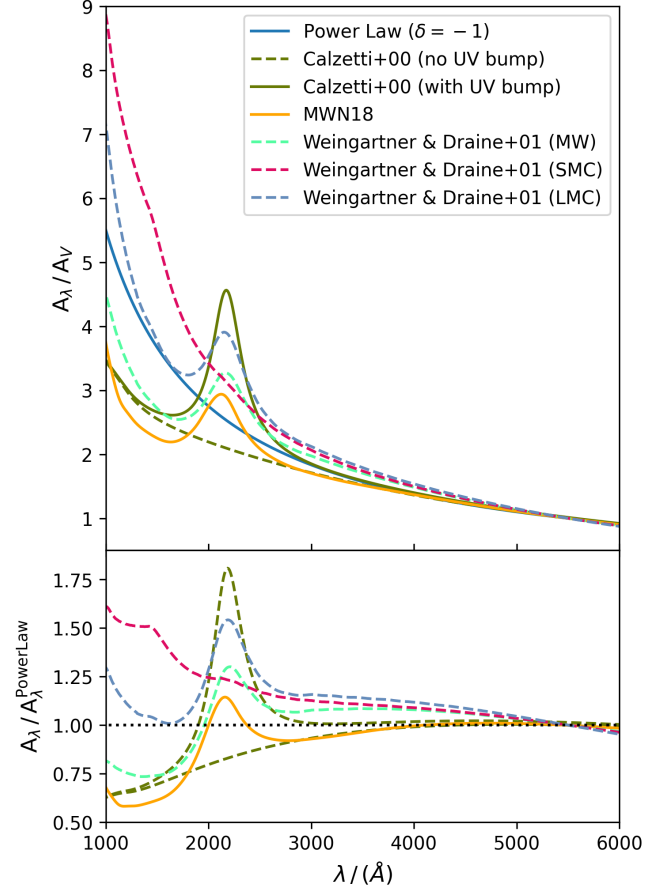 9
8
7
6
5
4
3
2
1
A_λ / A_V
Power Law (δ = −1)
Calzetti+00 (no UV bump)
Calzetti+00 (with UV bump)
MWN18
Weingartner & Draine+01 (MW)
Weingartner & Draine+01 (SMC)
Weingartner & Draine+01 (LMC)
1.75
1.50
1.25
1.00
0.75
0.50
A_λ / A_λ^PowerLaw
1000 2000 3000 4000 5000 6000
λ / (Å)